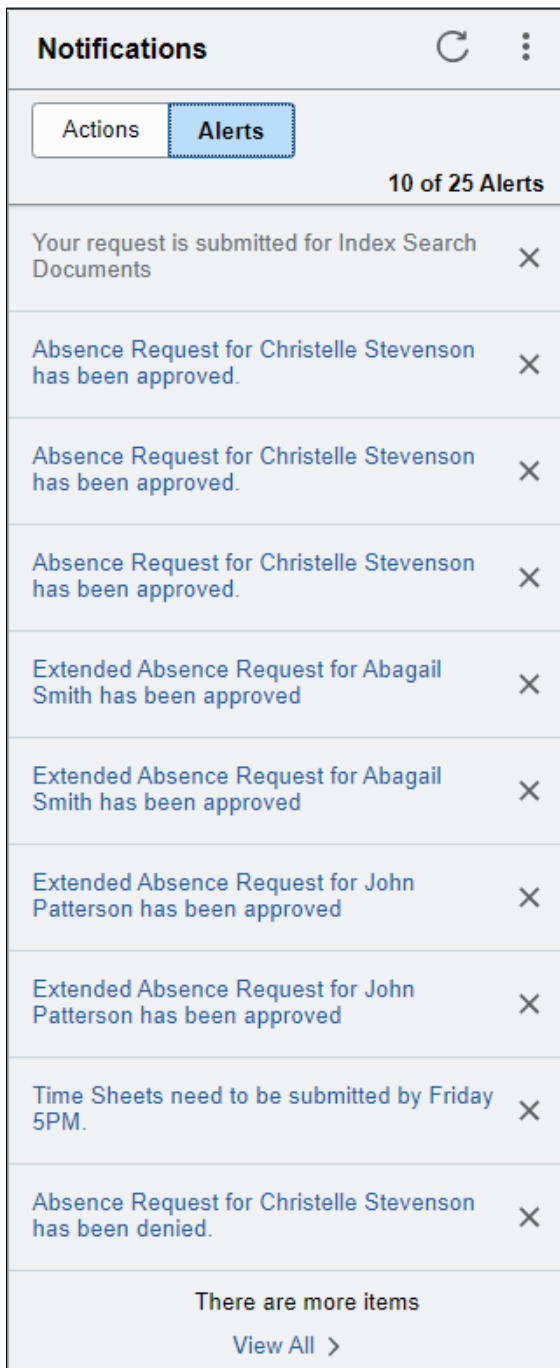 Notifications
Actions
Alerts
10 of 25 Alerts
Your request is submitted for Index Search
Documents
Absence Request for Christelle Stevenson
has been approved.
Absence Request for Christelle Stevenson
has been approved.
Absence Request for Christelle Stevenson
has been approved.
Extended Absence Request for Abagail
Smith has been approved
Extended Absence Request for Abagail
Smith has been approved
Extended Absence Request for John
Patterson has been approved
Extended Absence Request for John
Patterson has been approved
Time Sheets need to be submitted by Friday
5PM.
Absence Request for Christelle Stevenson
has been denied.
There are more items
View All